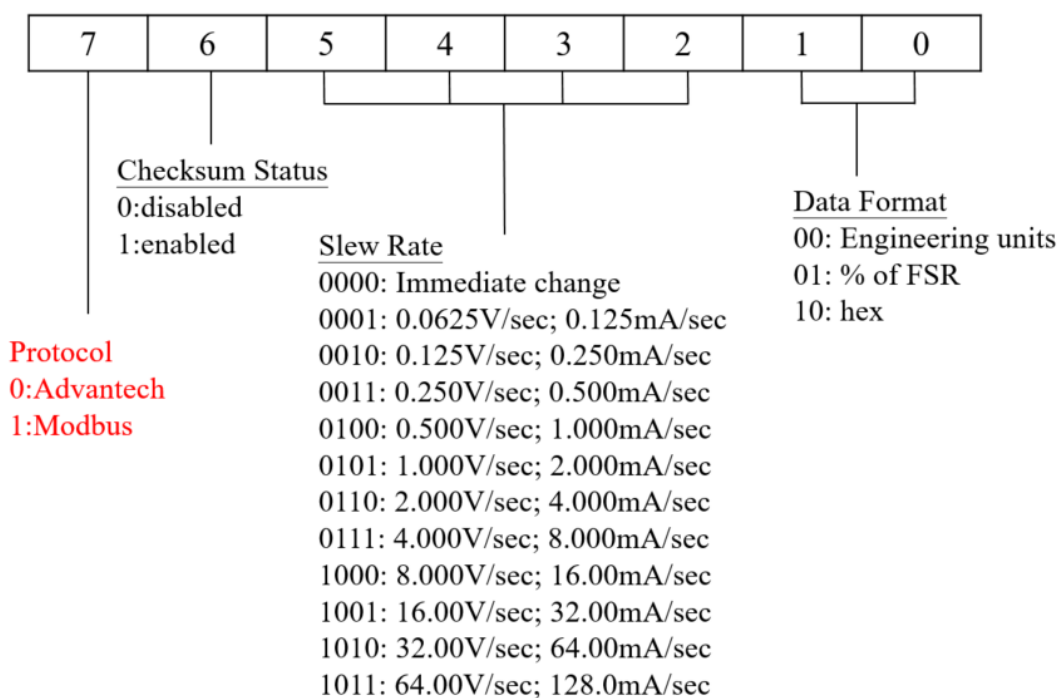 7 6 5 4 3 2 1 0
Checksum Status
0:disabled
1:enabled
Data Format
00: Engineering units
01: % of FSR
10: hex
Slew Rate
0000: Immediate change
0001: 0.0625V/sec; 0.125mA/sec
0010: 0.125V/sec; 0.250mA/sec
0011: 0.250V/sec; 0.500mA/sec
0100: 0.500V/sec; 1.000mA/sec
0101: 1.000V/sec; 2.000mA/sec
0110: 2.000V/sec; 4.000mA/sec
0111: 4.000V/sec; 8.000mA/sec
1000: 8.000V/sec; 16.00mA/sec
1001: 16.00V/sec; 32.00mA/sec
1010: 32.00V/sec; 64.00mA/sec
1011: 64.00V/sec; 128.0mA/sec
Protocol
0:Advantech
1:Modbus